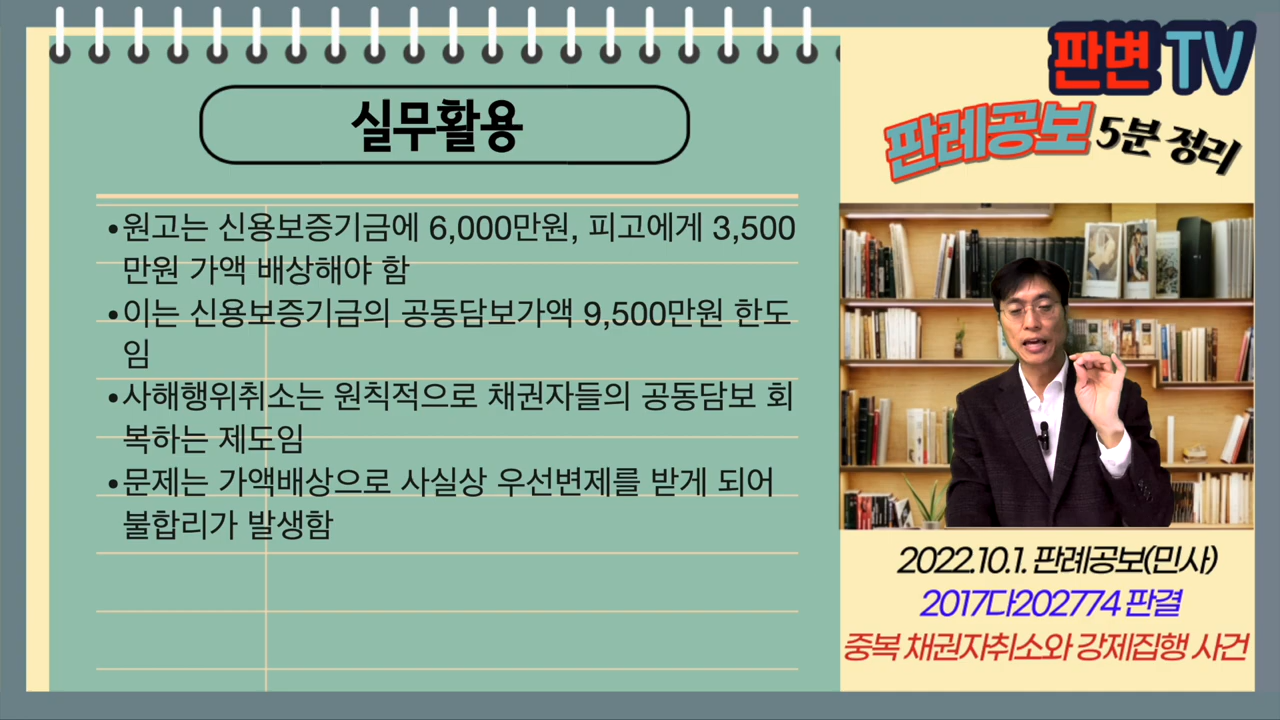 실무활용
•원고는 신용보증기금에 6,000만원, 피고에게 3,500
만원 가액 배상해야 함
•이는 신용보증기금의 공동담보가액 9,500만원 한도
임
•사해행위취소는 원칙적으로 채권자들의 공동담보 회
복하는 제도임
•문제는 가액배상으로 사실상 우선변제를 받게 되어
불합리가 발생함
판변 TV
판례공보 5분 정리
2022.10.1. 판례공보(민사)
2017다202774 판결
중복 채권자취소와 강제집행 사건